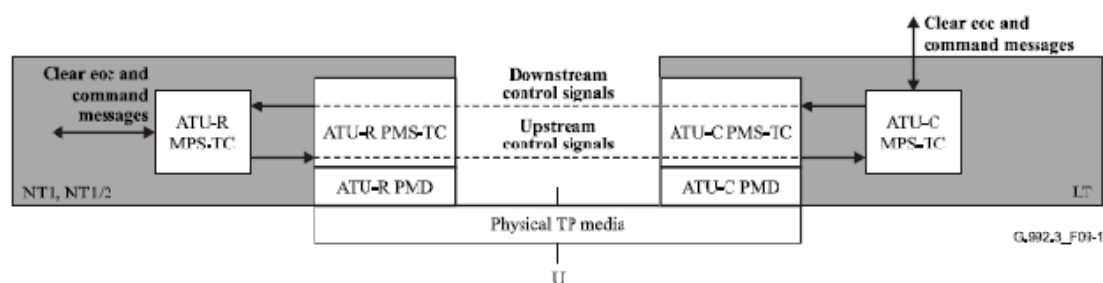 Clear eoc and
command messages
Clear eoc and
command
messages
Downstream
control signals
Upstream
control signals
ATU-R
MPS-TC
ATU-R PMS-TC
ATU-C PMS-TC
ATU-C
MPS-TC
ATU-R PMD
ATU-C PMD
NT1, NT1/2
LT
Physical TP media
G.992.3_F09-1
U